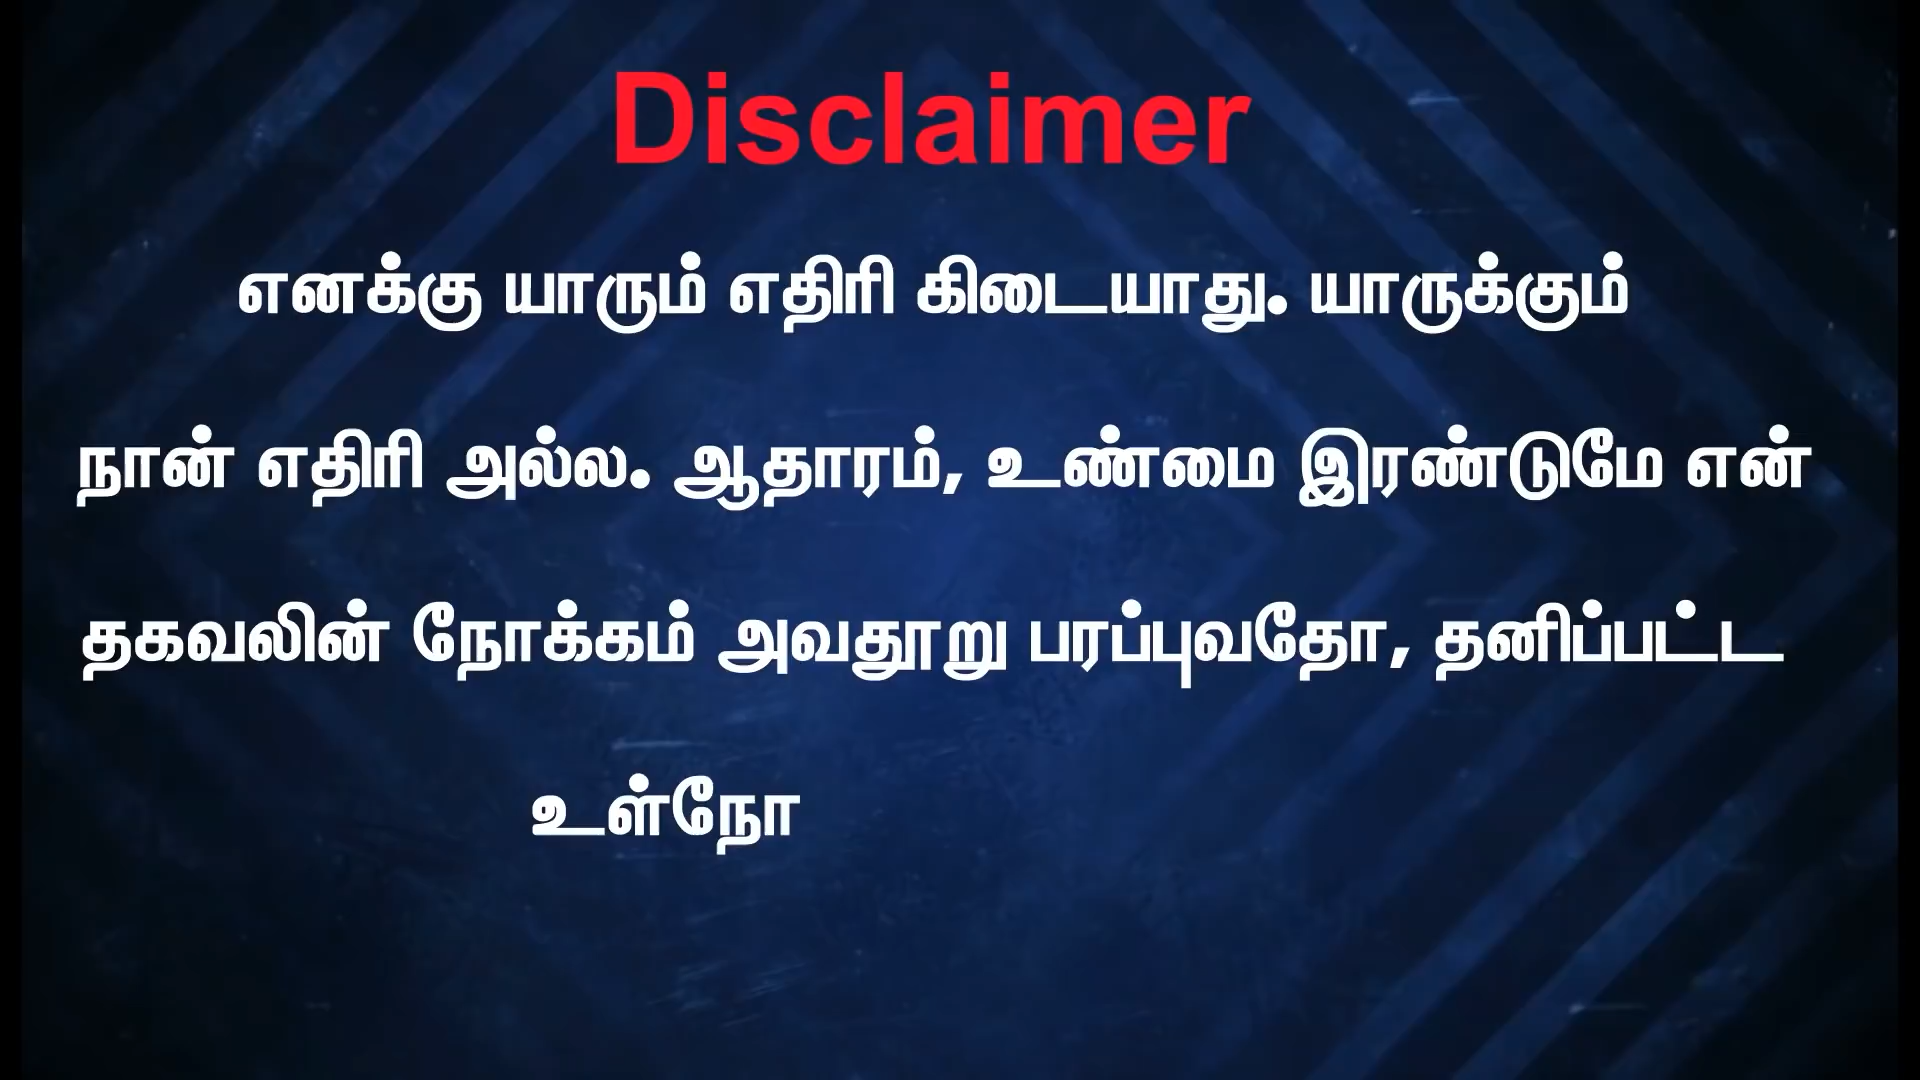 Disclaimer
எனக்கு யாரும் எதிரி கிடையாது. யாருக்கும்
நான் எதிரி அல்ல. ஆதாரம், உண்மை இரண்டுமே என்
தகவலின் நோக்கம் அவதூறு பரப்புவதோ, தனிப்பட்ட
உள்நோ